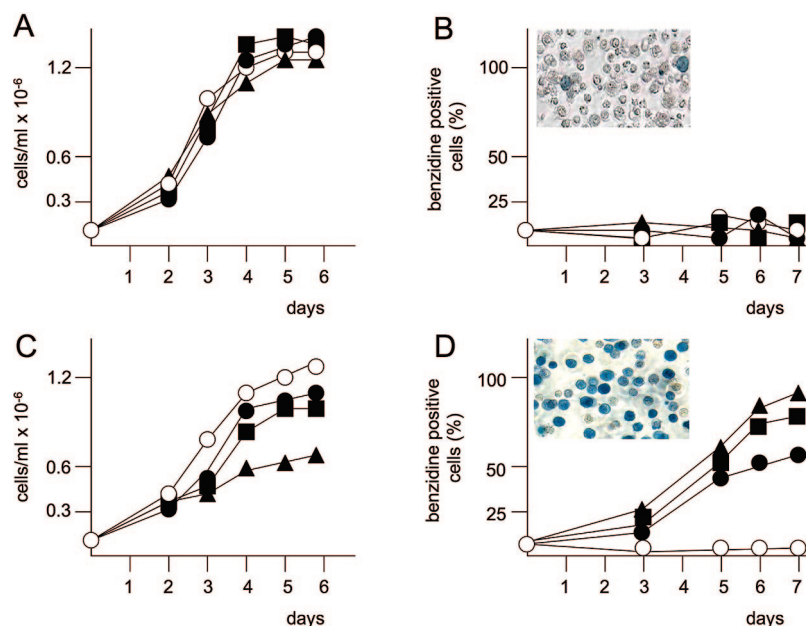 A
cells/ml x 10⁻⁶
1.2
0.6
0.3
1 2 3 4 5 6
days
B
benzidine positive
cells (%)
100
50
25
1 2 3 4 5 6 7
days
C
cells/ml x 10⁻⁶
1.2
0.6
0.3
1 2 3 4 5 6
days
D
benzidine positive
cells (%)
100
50
25
1 2 3 4 5 6 7
days